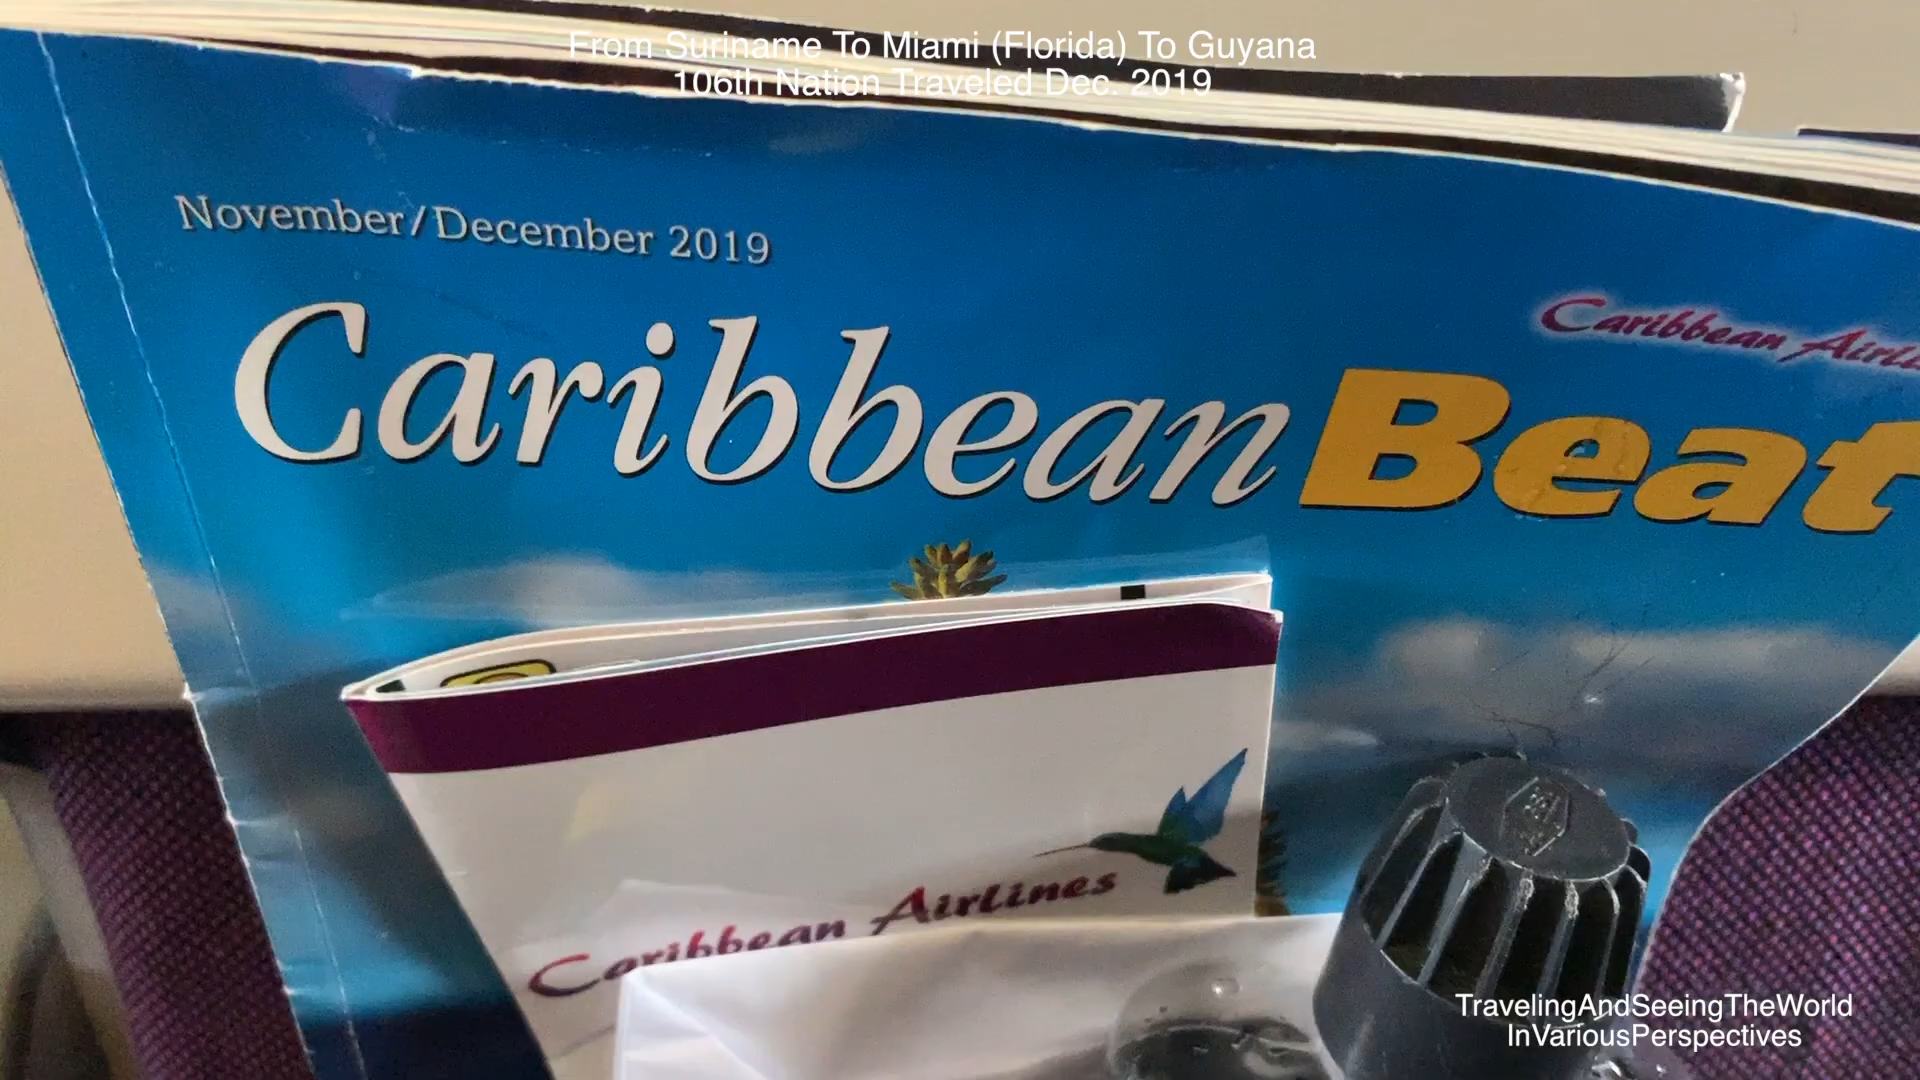 From Suriname To Miami (Florida) To Guyana
106th Nation Traveled Dec. 2019
November/December 2019
Caribbean
Caribbean Beat
Caribbean Airlines
TravelingAndSeeingTheWorld
InVariousPerspectives